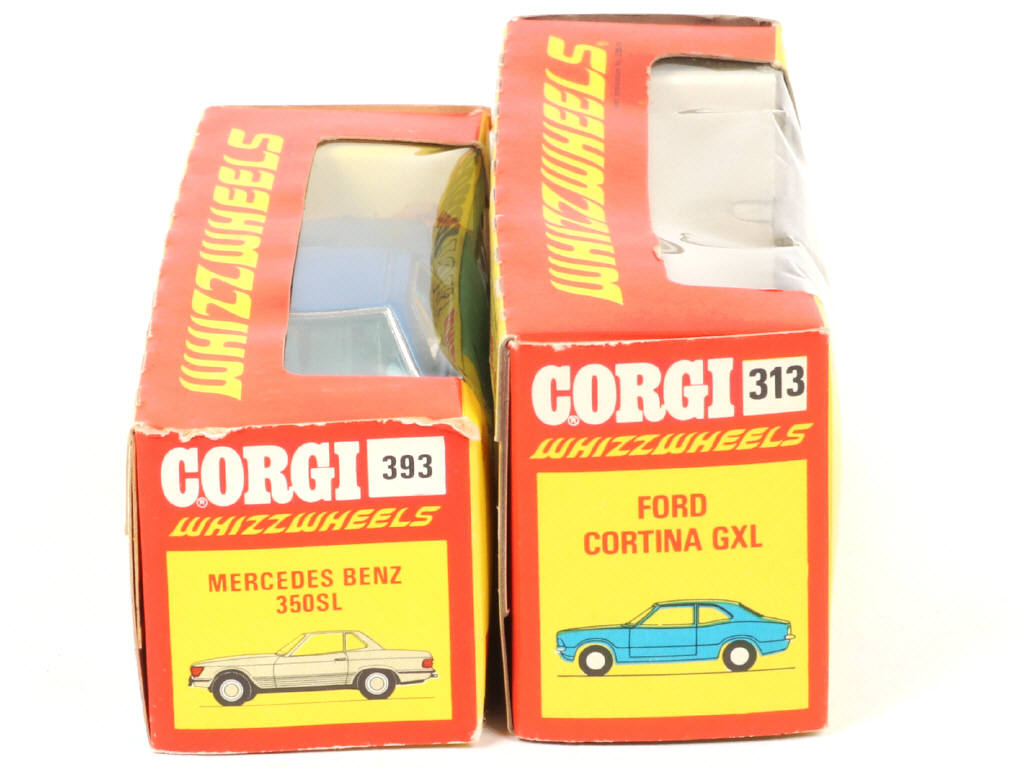 WHIZZWHEELS
CORGI 393
WHIZZWHEELS
MERCEDES BENZ
350SL
WHIZZWHEELS
CORGI 313
WHIZZWHEELS
FORD
CORTINA GXL